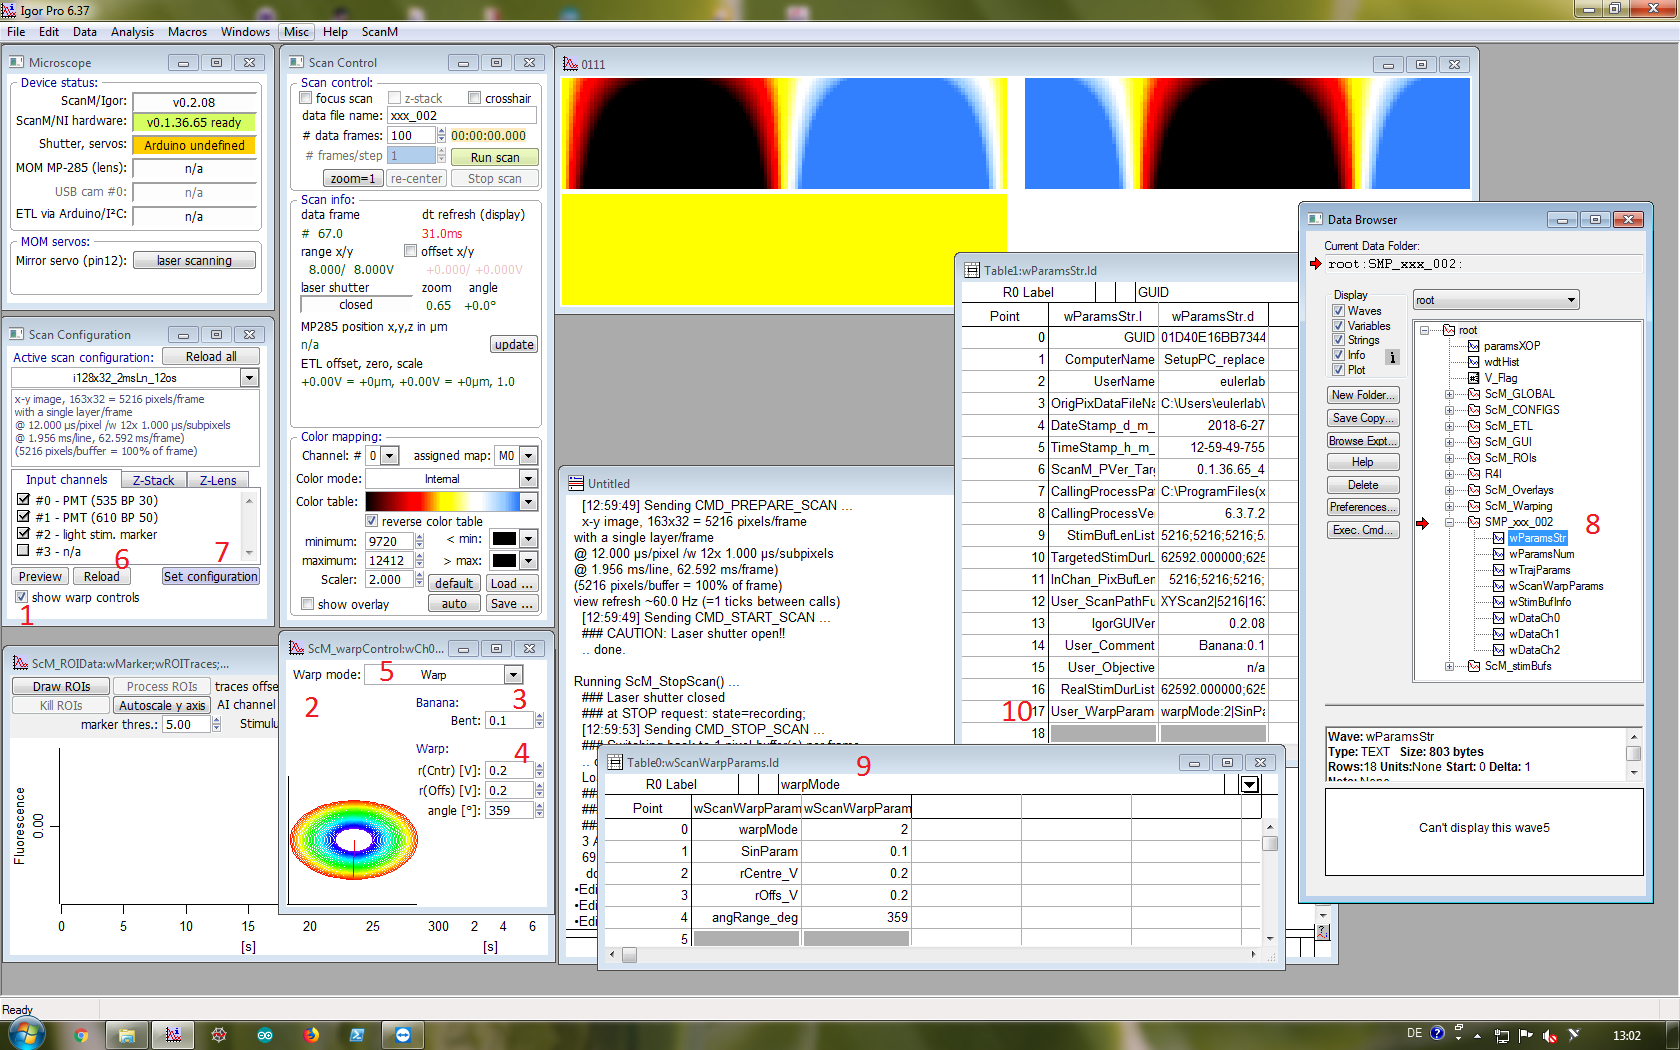 Igor Pro 6.37
File Edit Data Analysis Macros Windows Misc Help ScanM
Microscope
Device status:
ScanM/Igor: v0.2.08
ScanM/NI hardware: v0.1.36.65 ready
Shutter, servos: Arduino undefined
MOM MP-285 (lens): n/a
USB cam #0: n/a
ETL via Arduino/I²C: n/a
MOM servos:
Mirror servo (pin12): laser scanning
Scan Configuration
Active scan configuration: Reload all
i128x32_2msLn_12os
x-y image, 163x32 = 5216 pixels/frame
with a single layer/frame
@ 12.000 µs/pixel /w 12x 1.000 µs/subpixels
@ 1.956 ms/line, 62.592 ms/frame)
(5216 pixels/buffer = 100% of frame)
Input channels Z-Stack Z-Lens
#0 - PMT (535 BP 30)
#1 - PMT (610 BP 50)
#2 - light stim. marker
#3 - n/a
6 7
Preview Reload Set configuration
show warp controls
1
Scan Control
Scan control:
focus scan z-stack crosshair
data file name: xxx_002
# data frames: 100 00:00:00.000
# frames/step 1 Run scan
zoom=1 re-center Stop scan
Scan info:
data frame dt refresh (display)
# 67.0 31.0ms
range x/y offset x/y
8.000/ 8.000V +0.000/ +0.000V
laser shutter zoom angle
closed 0.65 +0.0°
MP285 position x,y,z in µm
n/a update
ETL offset, zero, scale
+0.00V = +0µm, +0.00V = +0µm, 1.0
Color mapping:
Channel: # 0 assigned map: M0
Color mode: Internal
Color table:
reverse color table
minimum: 9720 < min:
maximum: 12412 > max:
Scaler: 2.000 default Load ...
show overlay auto Save ...
ScM_ROIData:wMarker;wROITraces;...
Draw ROIs Process ROIs traces offse
Kill ROIs Autoscale y axis AI channel
marker thres.: 5.00 Stimulu
Fluorescence
0.00
0 5 10 15 20 25 300 2 4 6
[s] [s]
ScM_warpControl:wCh0...
Warp mode: 5 Warp
2 3
Banana:
Bent: 0.1
Warp: 4
r(Cntr) [V]: 0.2
r(Offs) [V]: 0.2
angle [°]: 359
0111
Untitled
[12:59:49] Sending CMD_PREPARE_SCAN ...
x-y image, 163x32 = 5216 pixels/frame
with a single layer/frame
@ 12.000 µs/pixel /w 12x 1.000 µs/subpixels
@ 1.956 ms/line, 62.592 ms/frame)
(5216 pixels/buffer = 100% of frame)
view refresh ~60.0 Hz (=1 ticks between calls)
[12:59:49] Sending CMD_START_SCAN ...
### CAUTION: Laser shutter open!!
.. done.
Running ScM_StopScan() ...
### Laser shutter closed
### at STOP request: state=recording;
[12:59:53] Sending CMD_STOP_SCAN ...
.. c
Lo
##
##
##
3 A
69
do
•Edi
•Edi
•Edi
Table1:wParamsStr.ld
R0 Label GUID
Point wParamsStr.l wParamsStr.d
0 GUID 01D40E16BB7344
1 ComputerName SetupPC_replace
2 UserName eulerlab
3 OrigPixDataFileNa C:\Users\eulerlab\
4 DateStamp_d_m_ 2018-6-27
5 TimeStamp_h_m_ 12-59-49-755
6 ScanM_PVer_Targ 0.1.36.65_4
7 CallingProcessPat C:\ProgramFiles(x
8 CallingProcessVer 6.3.7.2
9 StimBufLenList 5216;5216;5216;5
10 TargetedStimDurL 62592.000000;625
11 InChan_PixBufLen 5216;5216;5216;
12 User_ScanPathFu XYScan2|5216|163
13 IgorGUIVer 0.2.08
14 User_Comment Banana:0.1
15 User_Objective n/a
16 RealStimDurList 62592.000000;625
10 17 User_WarpParam warpMode:2|SinPa
18
Table0:wScanWarpParams.ld 9
R0 Label warpMode
Point wScanWarpParam wScanWarpParam
0 warpMode 2
1 SinParam 0.1
2 rCentre_V 0.2
3 rOffs_V 0.2
4 angRange_deg 359
5
Data Browser
Current Data Folder:
root:SMP_xxx_002:
Display root
Waves
Variables
Strings
Info
Plot
New Folder...
Save Copy...
Browse Expt...
Help
Delete
Preferences...
Exec. Cmd...
root
paramsXOP
wdtHist
V_Flag
ScM_GLOBAL
ScM_CONFIGS
ScM_ETL
ScM_GUI
ScM_ROIs
R4I
ScM_Overlays
ScM_Warping
SMP_xxx_002 8
wParamsStr
wParamsNum
wTrajParams
wScanWarpParams
wStimBufInfo
wDataCh0
wDataCh1
wDataCh2
ScM_stimBufs
Wave: wParamsStr
Type: TEXT Size: 803 bytes
Rows:18 Units:None Start: 0 Delta: 1
Can't display this wave5
Ready
DE 13:02